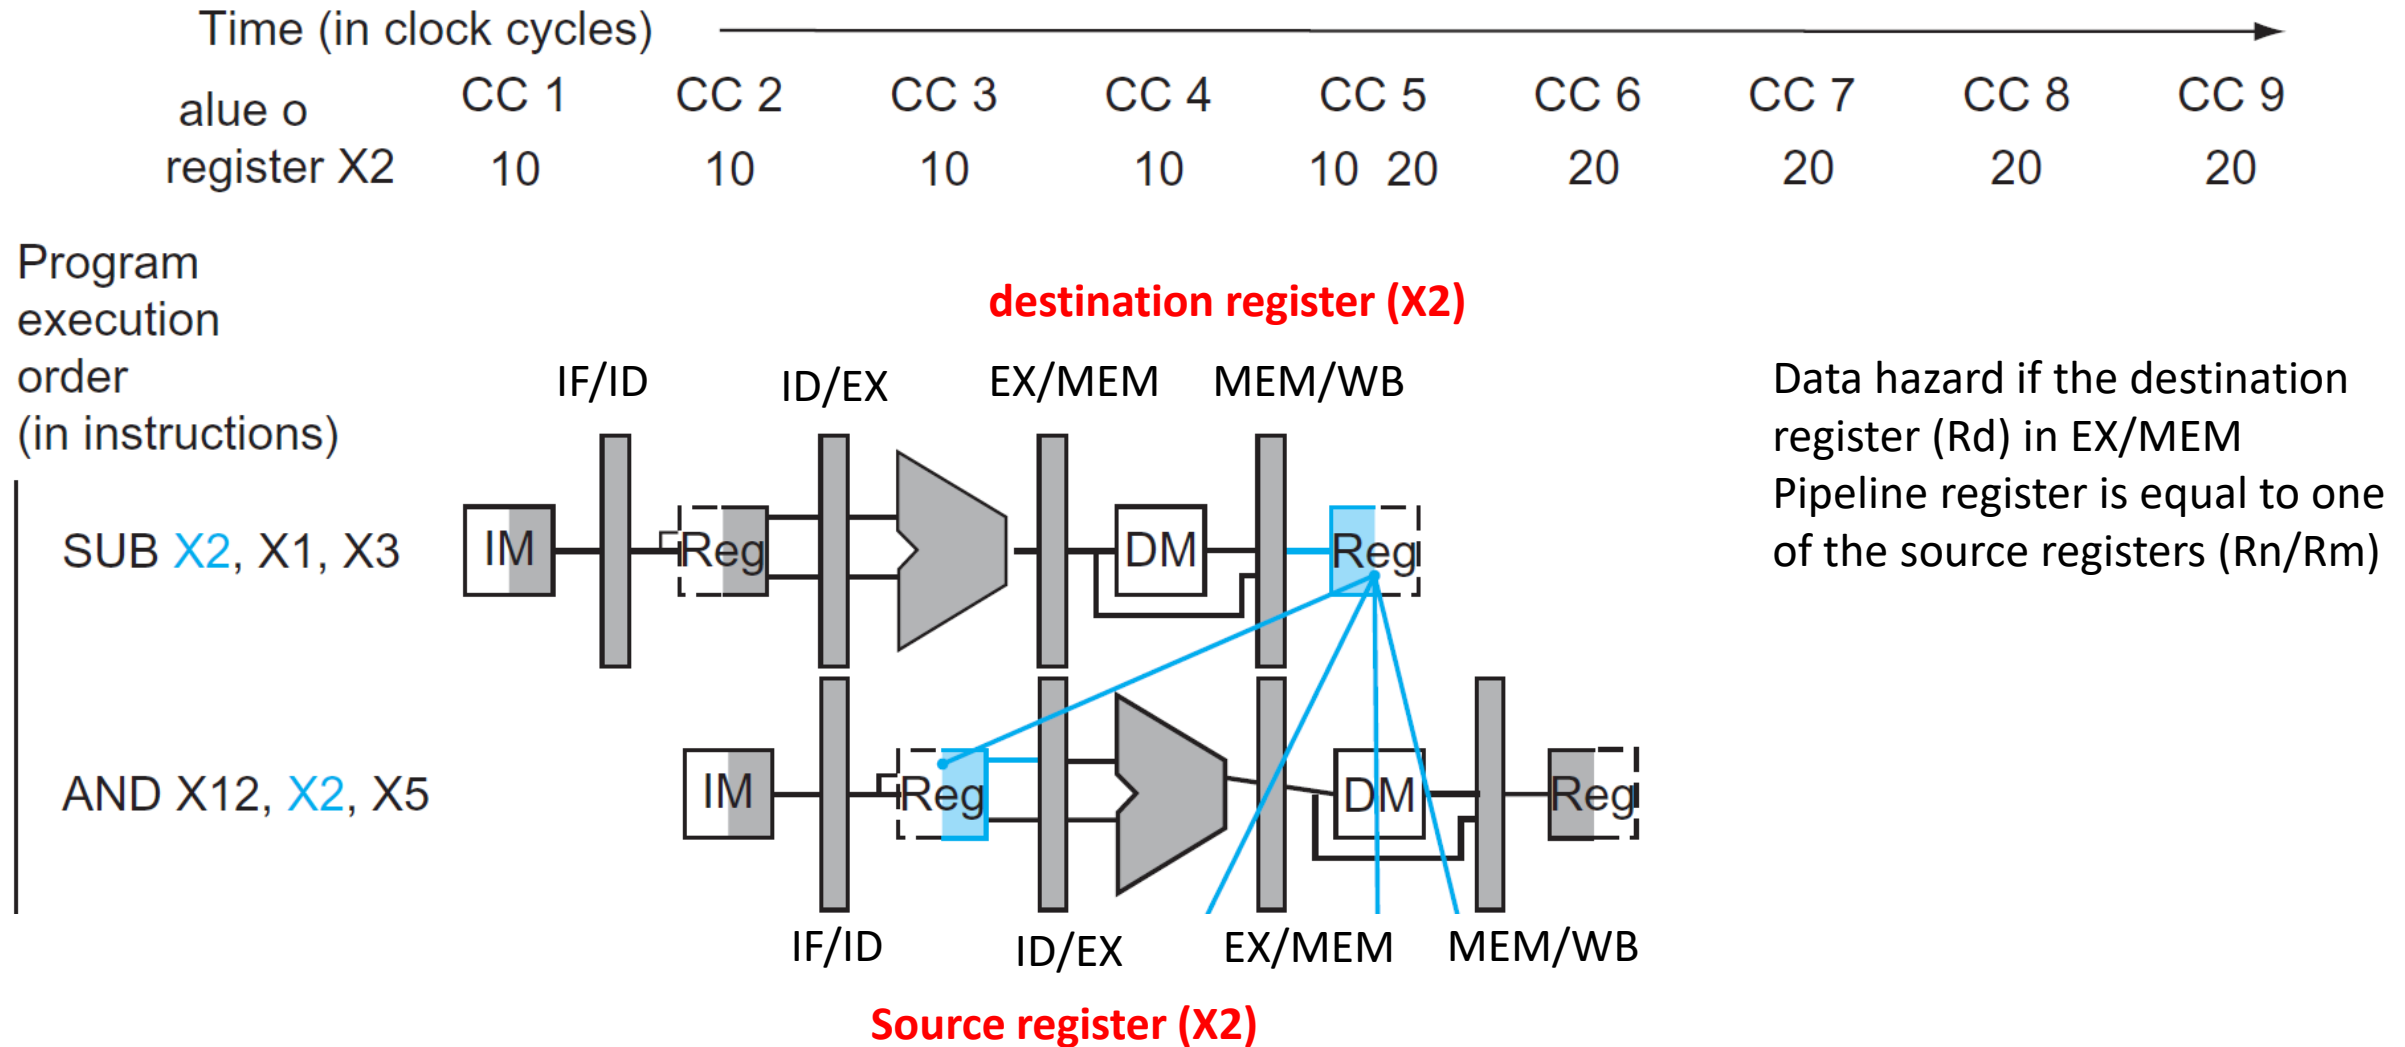 Time (in clock cycles)
CC 1 CC 2 CC 3 CC 4 CC 5 CC 6 CC 7 CC 8 CC 9
alue o
register X2 10 10 10 10 10 20 20 20 20 20
Program
execution
order
(in instructions)
destination register (X2)
IF/ID ID/EX EX/MEM MEM/WB
Data hazard if the destination
register (Rd) in EX/MEM
Pipeline register is equal to one
of the source registers (Rn/Rm)
SUB X2, X1, X3 IM Reg DM Reg
AND X12, X2, X5 IM Reg DM Reg
IF/ID ID/EX EX/MEM MEM/WB
Source register (X2)